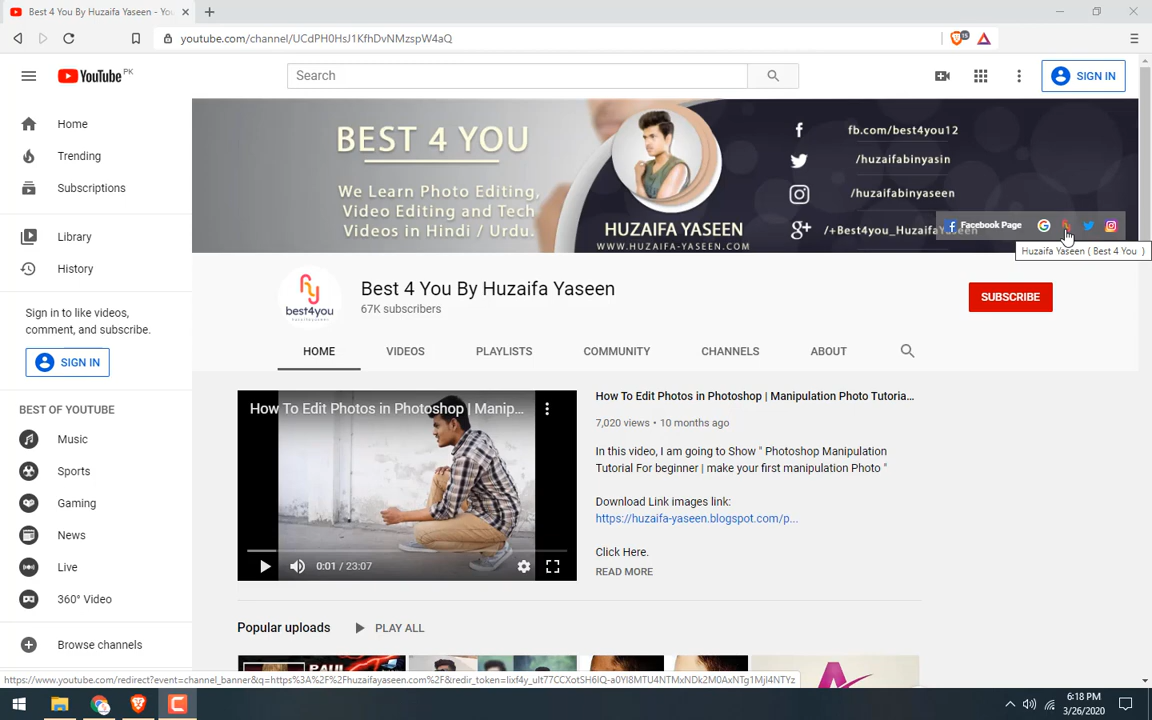 Best 4 You By Huzaifa Yaseen - You
youtube.com/channel/UCdPH0HsJ1KfhDvNMzspW4aQ
15
YouTube PK
Search
SIGN IN
Home
Trending
Subscriptions
Library
History
Sign in to like videos,
comment, and subscribe.
SIGN IN
BEST OF YOUTUBE
Music
Sports
Gaming
News
Live
360° Video
Browse channels
BEST 4 YOU
We Learn Photo Editing,
Video Editing and Tech
Videos in Hindi / Urdu.
HUZAIFA YASEEN
WWW.HUZAIFA-YASEEN.COM
fb.com/best4you12
/huzaifabinyasin
/huzaifabinyaseen
/+Best4you_HuzaifaYaseen
Facebook Page
Huzaifa Yaseen ( Best 4 You )
best4you
Best 4 You By Huzaifa Yaseen
67K subscribers
SUBSCRIBE
HOME
VIDEOS
PLAYLISTS
COMMUNITY
CHANNELS
ABOUT
How To Edit Photos in Photoshop | Manip...
0:01 / 23:07
How To Edit Photos in Photoshop | Manipulation Photo Tutoria...
7,020 views • 10 months ago
In this video, I am going to Show " Photoshop Manipulation
Tutorial For beginner | make your first manipulation Photo "
Download Link images link:
https://huzaifa-yaseen.blogspot.com/p...
Click Here.
READ MORE
Popular uploads
PLAY ALL
PAUL
6:18 PM
3/26/2020